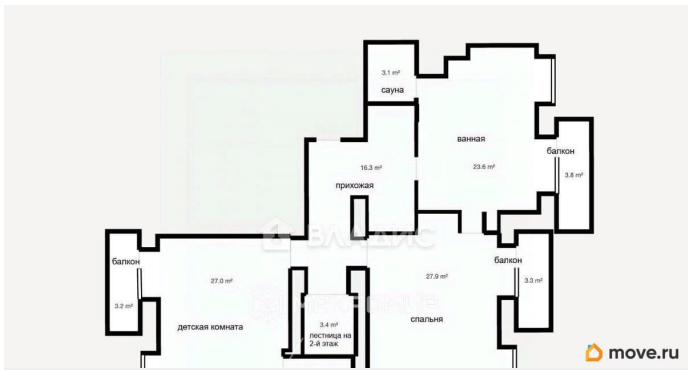 3.1 m²
сауна
ванная
23.6 m²
балкон
3.8 m²
16.3 m²
прихожая
ВЛАДИС
балкон
3.2 m²
27.0 m²
детская комната
3.4 m²
лестница на
2-й этаж
27.9 m²
спальня
балкон
3.3 m²
move.ru